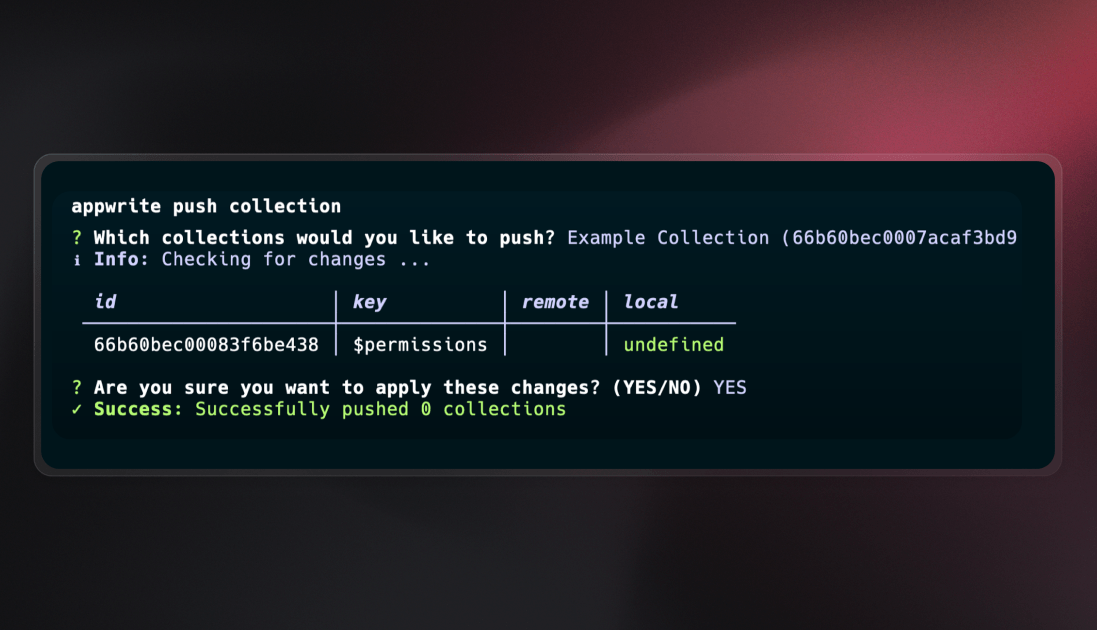 appwrite push collection
? Which collections would you like to push? Example Collection (66b60bec0007acaf3bd9
i Info: Checking for changes ...
id key remote local
66b60bec00083f6be438 $permissions undefined
? Are you sure you want to apply these changes? (YES/NO) YES
✓ Success: Successfully pushed 0 collections